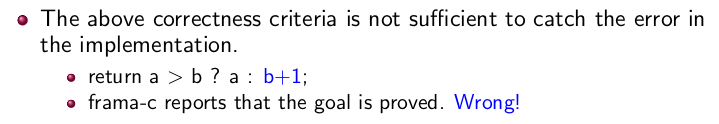 The above correctness criteria is not sufficient to catch the error in
the implementation.
return a > b ? a : b+1;
frama-c reports that the goal is proved. Wrong!